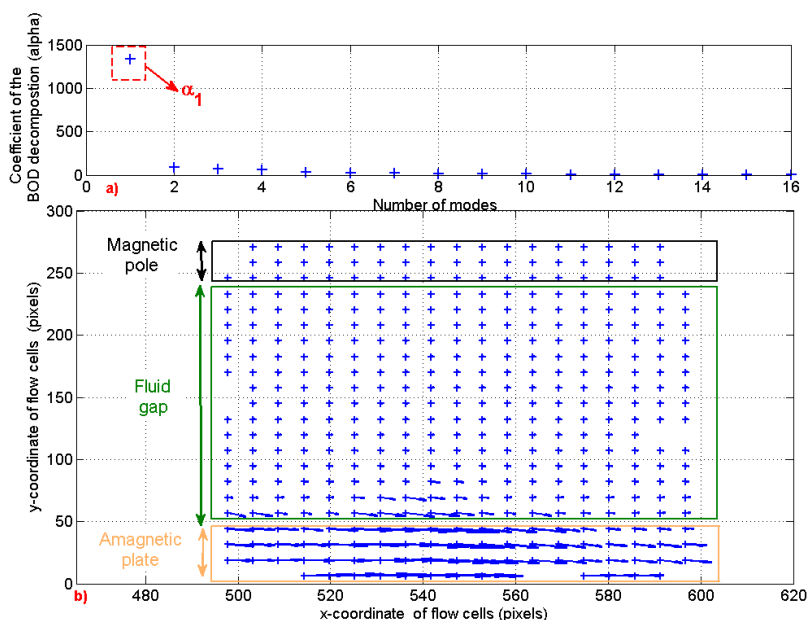 Coefficient of the
BOD decompostion (alpha)
1500
1000
500
0
α1
0
a)
2
4
6
8
10
12
14
16
Number of modes
y-coordinate of flow cells (pixels)
300
250
200
150
100
50
0
Magnetic
pole
Fluid
gap
Amagnetic
plate
b)
480
500
520
540
560
580
600
620
x-coordinate of flow cells (pixels)